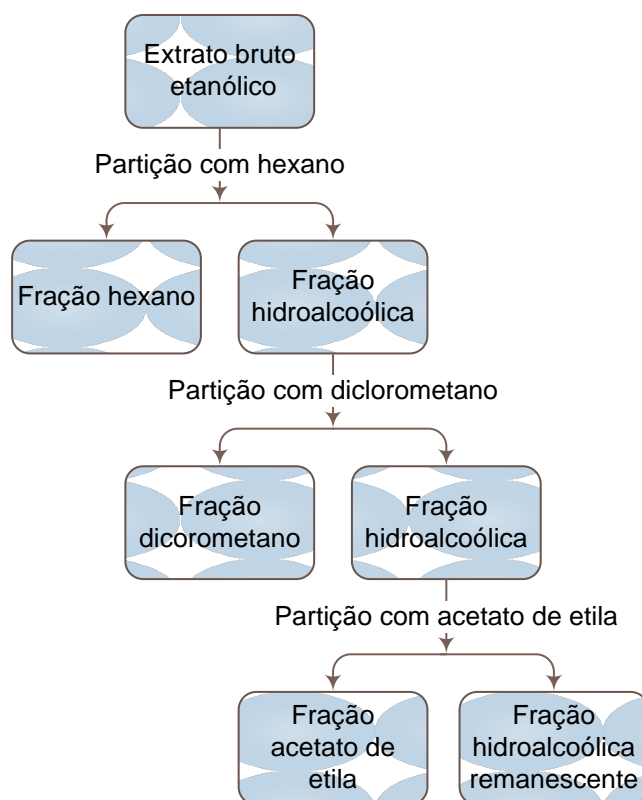 Extrato bruto
etanólico
Partição com hexano
Fração hexano
Fração
hidroalcoólica
Partição com diclorometano
Fração
dicorometano
Fração
hidroalcoólica
Partição com acetato de etila
Fração
acetato de
etila
Fração
hidroalcoólica
remanescente